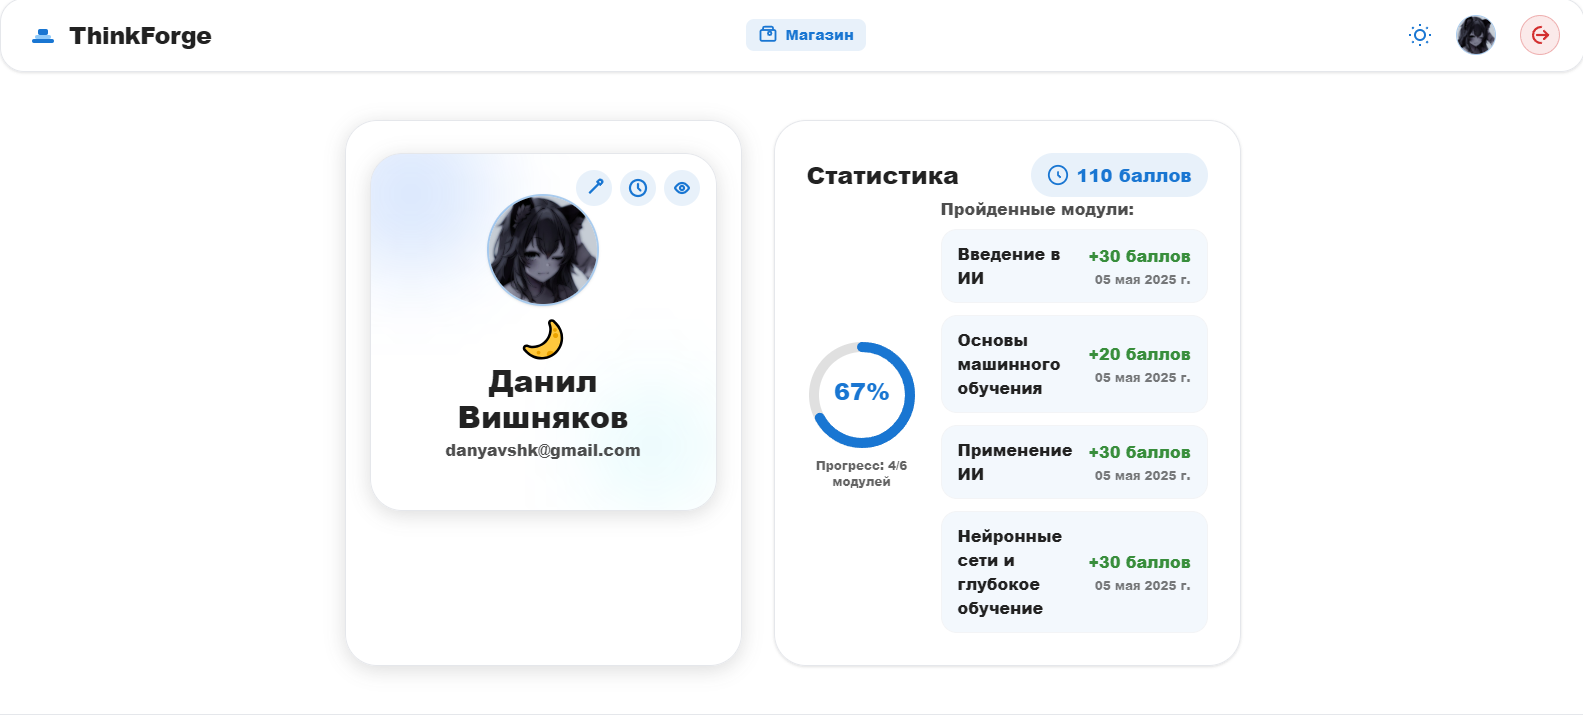 ThinkForge
Магазин
Данил
Вишняков
danyavshk@gmail.com
Статистика
110 баллов
67%
Прогресс: 4/6
модулей
Пройденные модули:
Введение в
ИИ
+30 баллов
05 мая 2025 г.
Основы
машинного
обучения
+20 баллов
05 мая 2025 г.
Применение
ИИ
+30 баллов
05 мая 2025 г.
Нейронные
сети и
глубокое
обучение
+30 баллов
05 мая 2025 г.